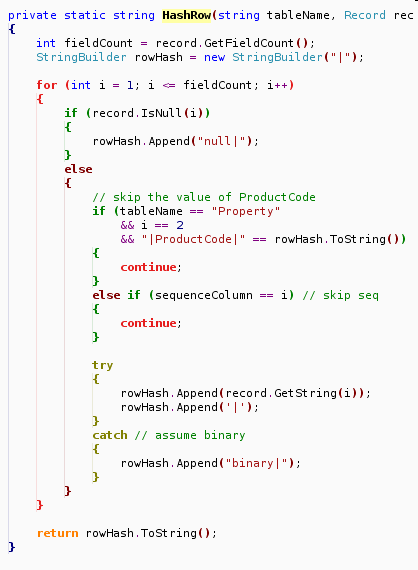 private static string HashRow(string tableName, Record rec
{
    int fieldCount = record.GetFieldCount();
    StringBuilder rowHash = new StringBuilder("|");

    for (int i = 1; i <= fieldCount; i++)
    {
        if (record.IsNull(i))
        {
            rowHash.Append("null|");
        }
        else
        {
            // skip the value of ProductCode
            if (tableName == "Property"
                && i == 2
                && "|ProductCode|" == rowHash.ToString())
            {
                continue;
            }
            else if (sequenceColumn == i) // skip seq
            {
                continue;
            }

            try
            {
                rowHash.Append(record.GetString(i));
                rowHash.Append('|');
            }
            catch // assume binary
            {
                rowHash.Append("binary|");
            }
        }
    }

    return rowHash.ToString();
}